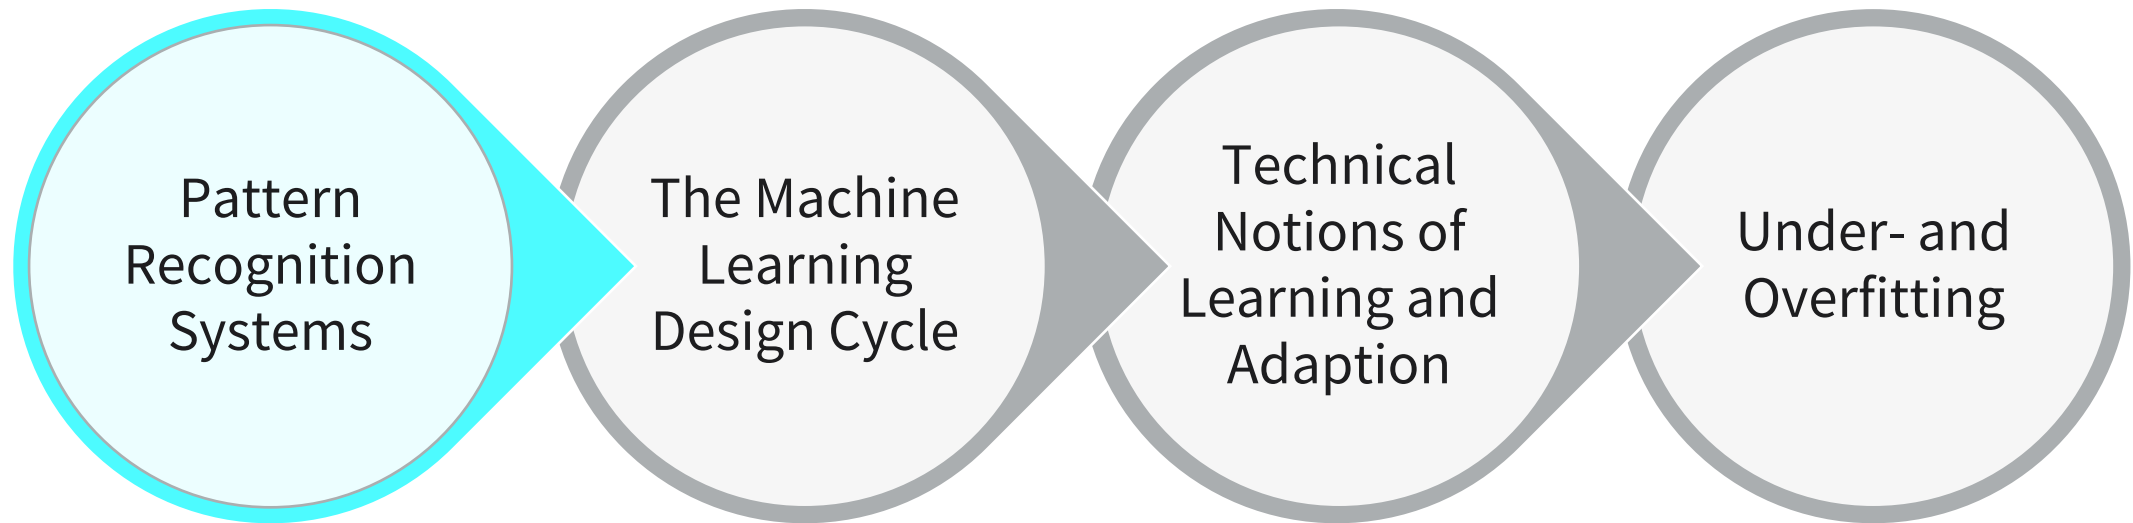 Pattern
Recognition
Systems
The Machine
Learning
Design Cycle
Technical
Notions of
Learning and
Adaption
Under- and
Overfitting